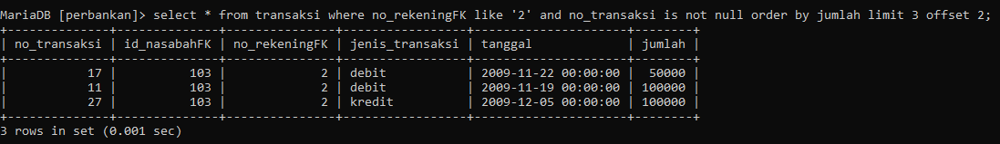 MariaDB [perbankan]> select * from transaksi where no_rekeningFK like '2' and no_transaksi is not null order by jumlah limit 3 offset 2;
+--------------+--------------+---------------+-----------------+---------------------+--------+
| no_transaksi | id_nasabahFK | no_rekeningFK | jenis_transaksi | tanggal             | jumlah |
+--------------+--------------+---------------+-----------------+---------------------+--------+
|           17 |          103 |             2 | debit           | 2009-11-22 00:00:00 |  50000 |
|           11 |          103 |             2 | debit           | 2009-11-19 00:00:00 | 100000 |
|           27 |          103 |             2 | kredit          | 2009-12-05 00:00:00 | 100000 |
+--------------+--------------+---------------+-----------------+---------------------+--------+
3 rows in set (0.001 sec)